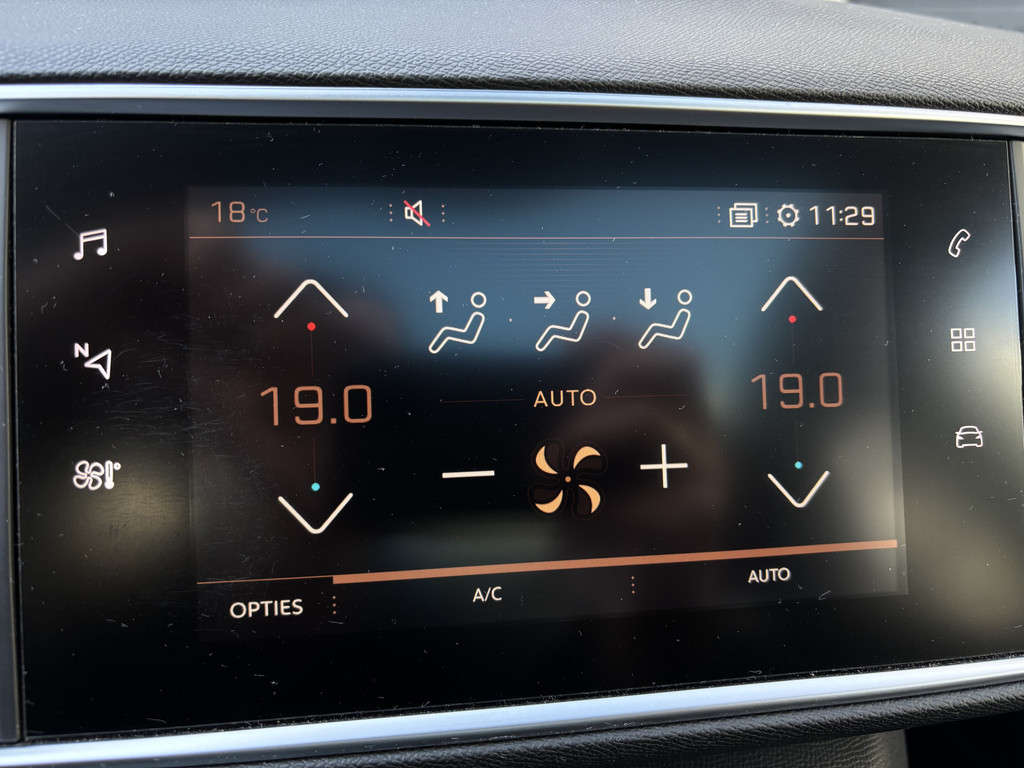 18°C 11:29
N
19.0 19.0
AUTO
OPTIES A/C AUTO